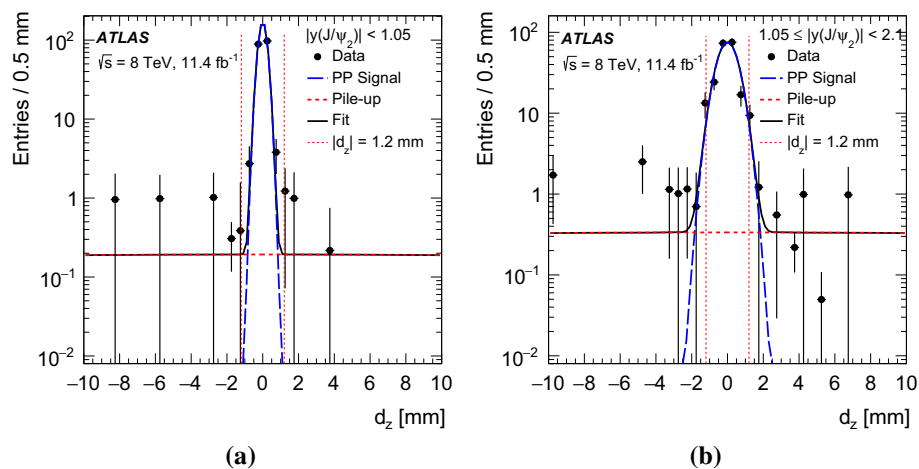 Entries / 0.5 mm
10²
10
1
10⁻¹
10⁻²
ATLAS
√s = 8 TeV, 11.4 fb⁻¹
|y(J/ψ₂)| < 1.05
Data
PP Signal
Pile-up
Fit
|d_z| = 1.2 mm
−10 −8 −6 −4 −2 0 2 4 6 8 10
d_z [mm]
(a)
Entries / 0.5 mm
10²
10
1
10⁻¹
10⁻²
ATLAS
√s = 8 TeV, 11.4 fb⁻¹
1.05 ≤ |y(J/ψ₂)| < 2.1
Data
PP Signal
Pile-up
Fit
|d_z| = 1.2 mm
−10 −8 −6 −4 −2 0 2 4 6 8 10
d_z [mm]
(b)